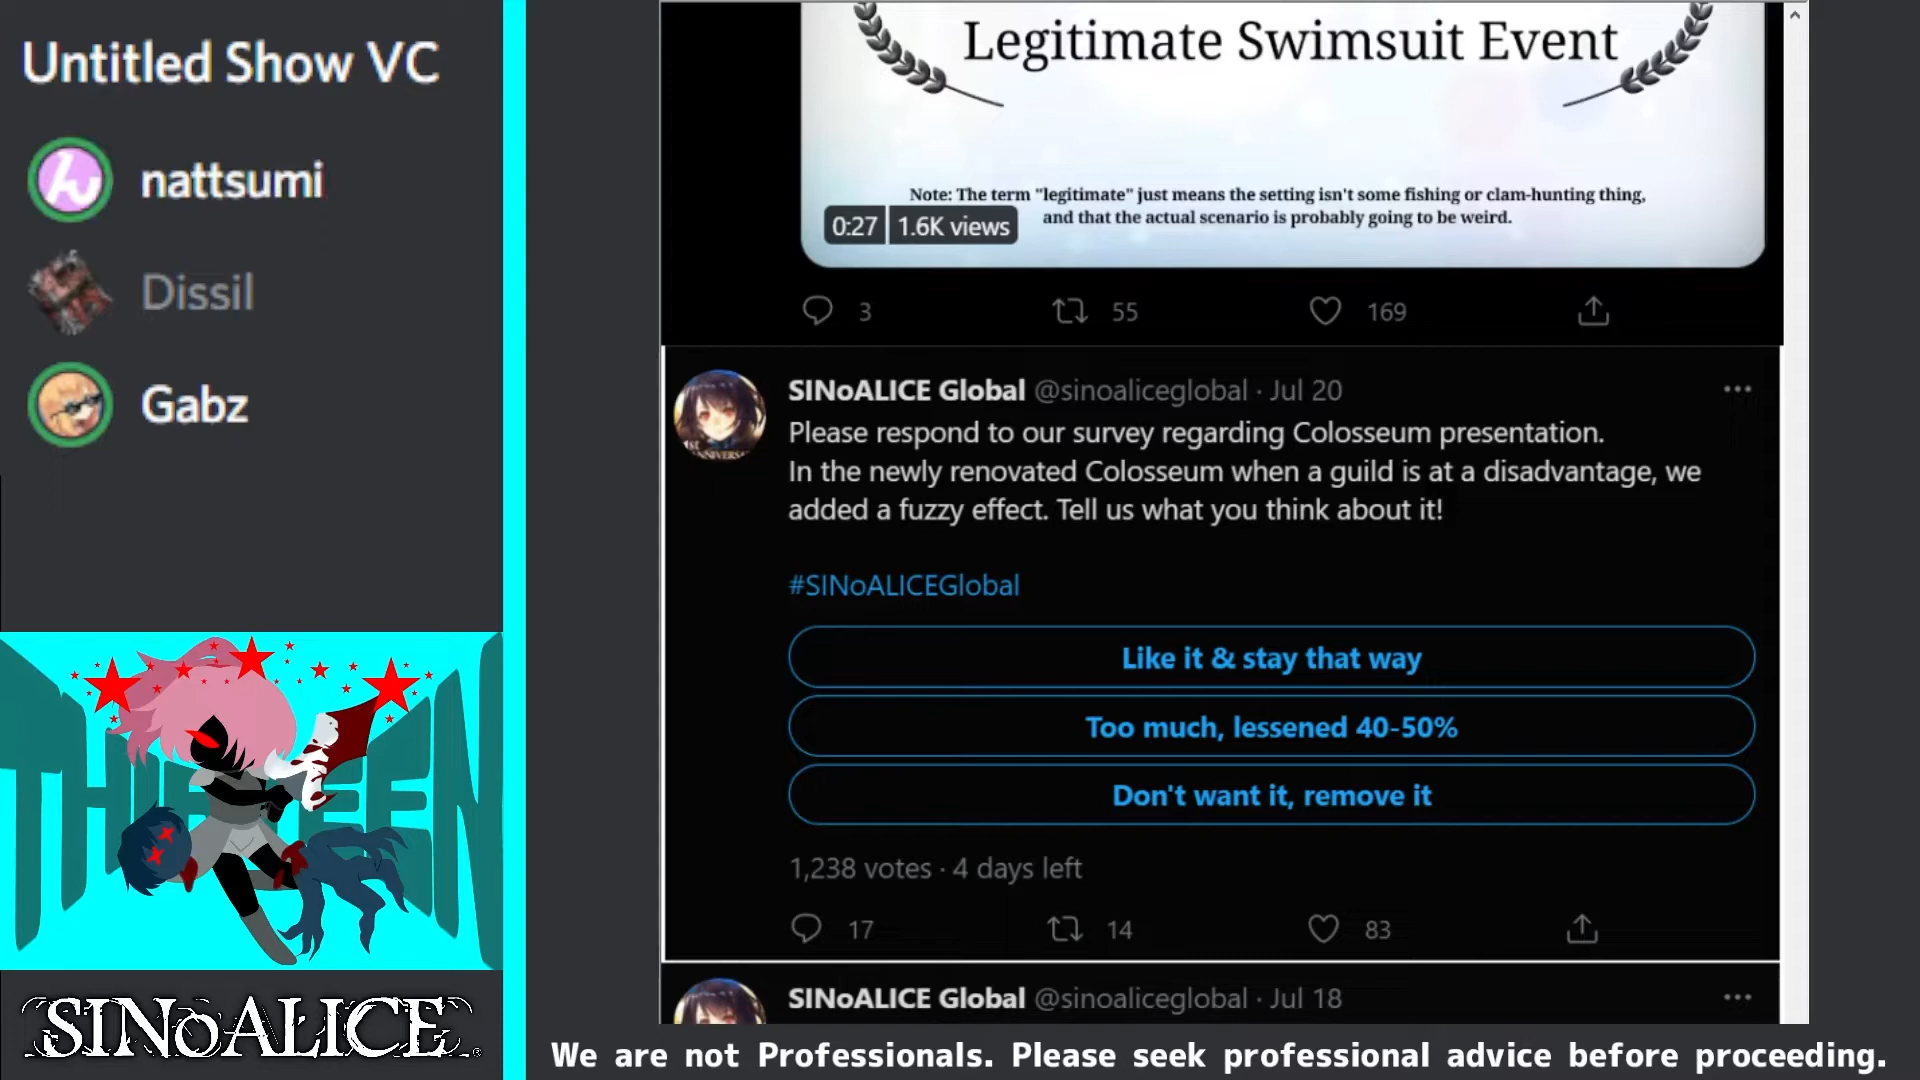 Untitled Show VC
nattsumi
Dissil
Gabz
THIRTEEN
SINoALICE
Legitimate Swimsuit Event
Note: The term "legitimate" just means the setting isn't some fishing or clam-hunting thing,
and that the actual scenario is probably going to be weird.
0:27 1.6K views
3 55 169
SINoALICE Global @sinoaliceglobal · Jul 20
Please respond to our survey regarding Colosseum presentation.
In the newly renovated Colosseum when a guild is at a disadvantage, we
added a fuzzy effect. Tell us what you think about it!
#SINoALICEGlobal
Like it & stay that way
Too much, lessened 40-50%
Don't want it, remove it
1,238 votes · 4 days left
17 14 83
SINoALICE Global @sinoaliceglobal · Jul 18
We are not Professionals. Please seek professional advice before proceeding.